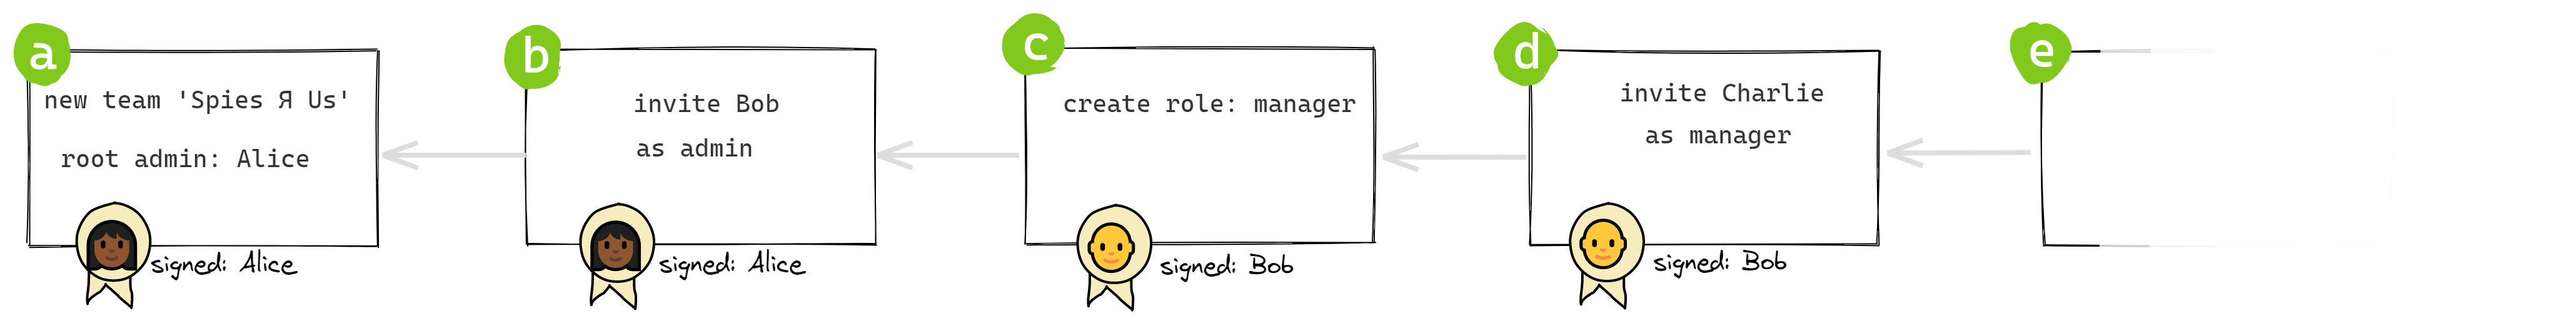 a
new team 'Spies Я Us'
root admin: Alice
signed: Alice
b
invite Bob
as admin
signed: Alice
c
create role: manager
signed: Bob
d
invite Charlie
as manager
signed: Bob
e